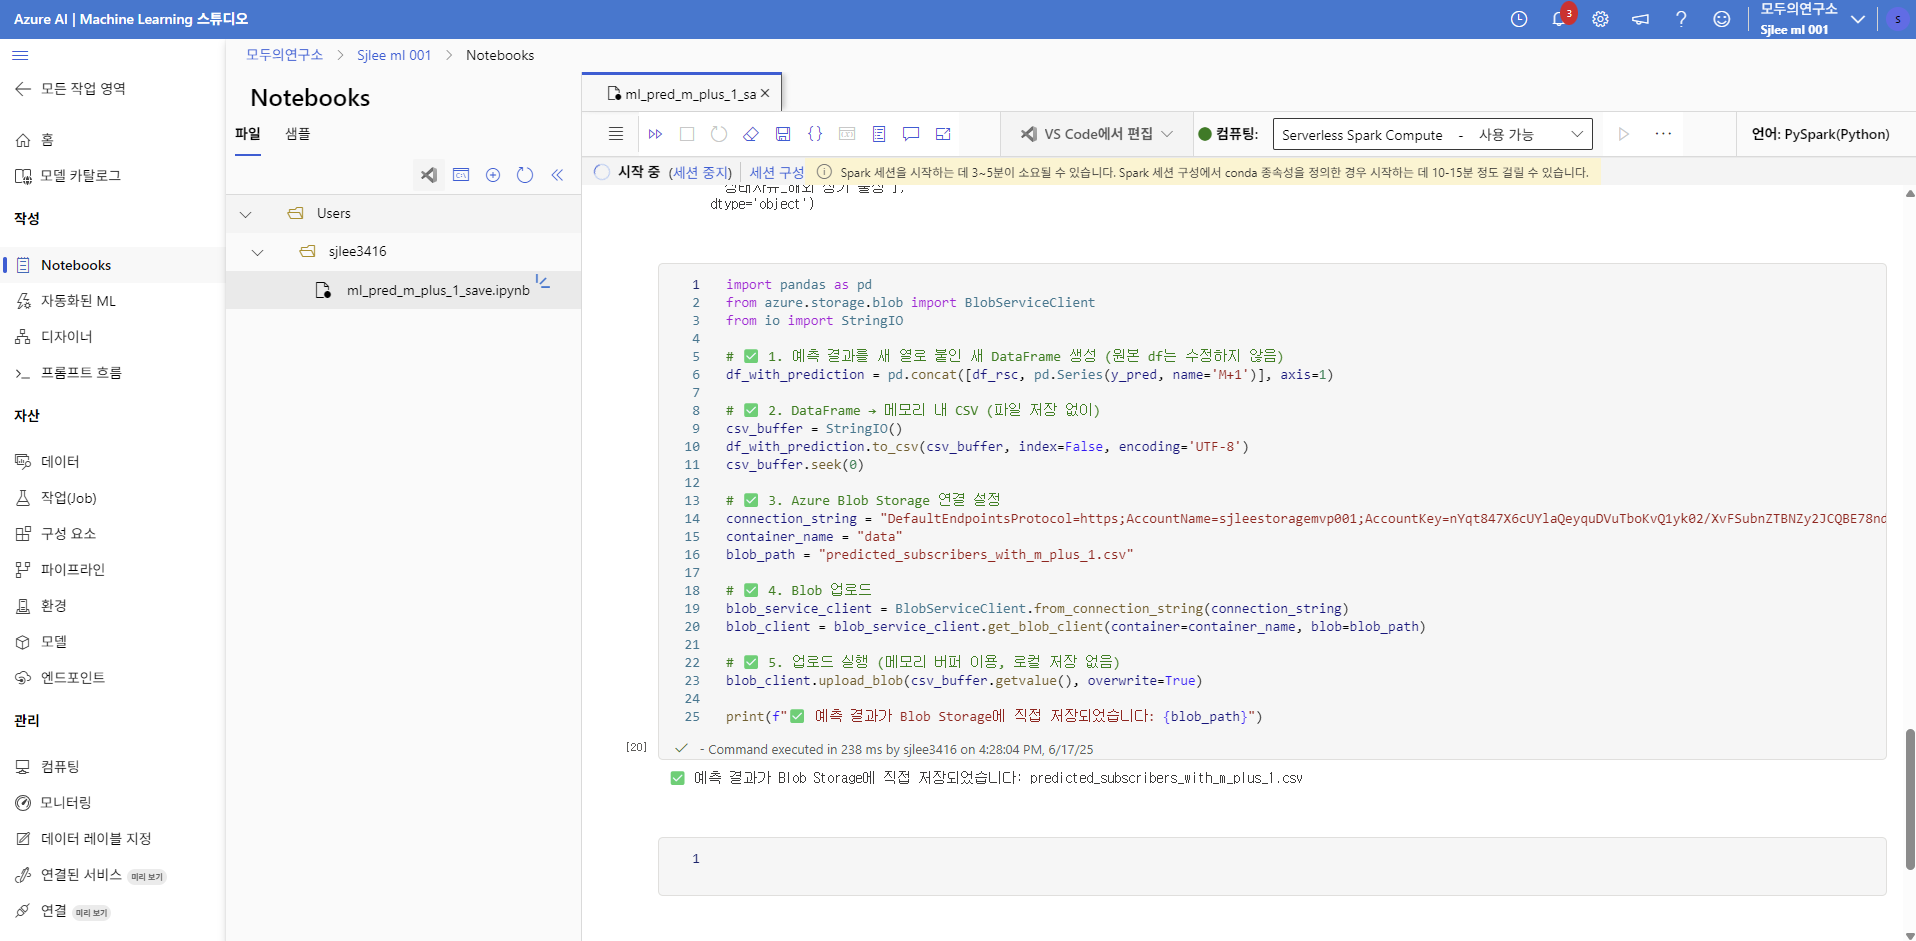 Azure AI | Machine Learning 스튜디오
3
모두의연구소
Sjlee ml 001
S
모든 작업 영역
홈
모델 카탈로그
작성
Notebooks
자동화된 ML
디자이너
프롬프트 흐름
자산
데이터
작업(Job)
구성 요소
파이프라인
환경
모델
엔드포인트
관리
컴퓨팅
모니터링
데이터 레이블 지정
연결된 서비스 미리 보기
연결 미리 보기
모두의연구소 > Sjlee ml 001 > Notebooks
Notebooks
파일 샘플
Users
sjlee3416
ml_pred_m_plus_1_save.ipynb
ml_pred_m_plus_1_sa
VS Code에서 편집
컴퓨팅:
Serverless Spark Compute - 사용 가능
언어: PySpark(Python)
시작 중 (세션 중지) 세션 구성 Spark 세션을 시작하는 데 3~5분이 소요될 수 있습니다. Spark 세션 구성에서 conda 종속성을 정의한 경우 시작하는 데 10-15분 정도 걸릴 수 있습니다.
dtype='object')
1 import pandas as pd
2 from azure.storage.blob import BlobServiceClient
3 from io import StringIO
4
5 # ✅ 1. 예측 결과를 새 열로 붙인 새 DataFrame 생성 (원본 df는 수정하지 않음)
6 df_with_prediction = pd.concat([df_rsc, pd.Series(y_pred, name='M+1')], axis=1)
7
8 # ✅ 2. DataFrame → 메모리 내 CSV (파일 저장 없이)
9 csv_buffer = StringIO()
10 df_with_prediction.to_csv(csv_buffer, index=False, encoding='UTF-8')
11 csv_buffer.seek(0)
12
13 # ✅ 3. Azure Blob Storage 연결 설정
14 connection_string = "DefaultEndpointsProtocol=https;AccountName=sjleestoragemvp001;AccountKey=nYqt847X6cUYlaQeyquDVuTboKvQ1yk02/XvFSubnZTBNZy2JCQBE78nd
15 container_name = "data"
16 blob_path = "predicted_subscribers_with_m_plus_1.csv"
17
18 # ✅ 4. Blob 업로드
19 blob_service_client = BlobServiceClient.from_connection_string(connection_string)
20 blob_client = blob_service_client.get_blob_client(container=container_name, blob=blob_path)
21
22 # ✅ 5. 업로드 실행 (메모리 버퍼 이용, 로컬 저장 없음)
23 blob_client.upload_blob(csv_buffer.getvalue(), overwrite=True)
24
25 print(f"✅ 예측 결과가 Blob Storage에 직접 저장되었습니다: {blob_path}")
[20] ✓ - Command executed in 238 ms by sjlee3416 on 4:28:04 PM, 6/17/25
✅ 예측 결과가 Blob Storage에 직접 저장되었습니다: predicted_subscribers_with_m_plus_1.csv
1